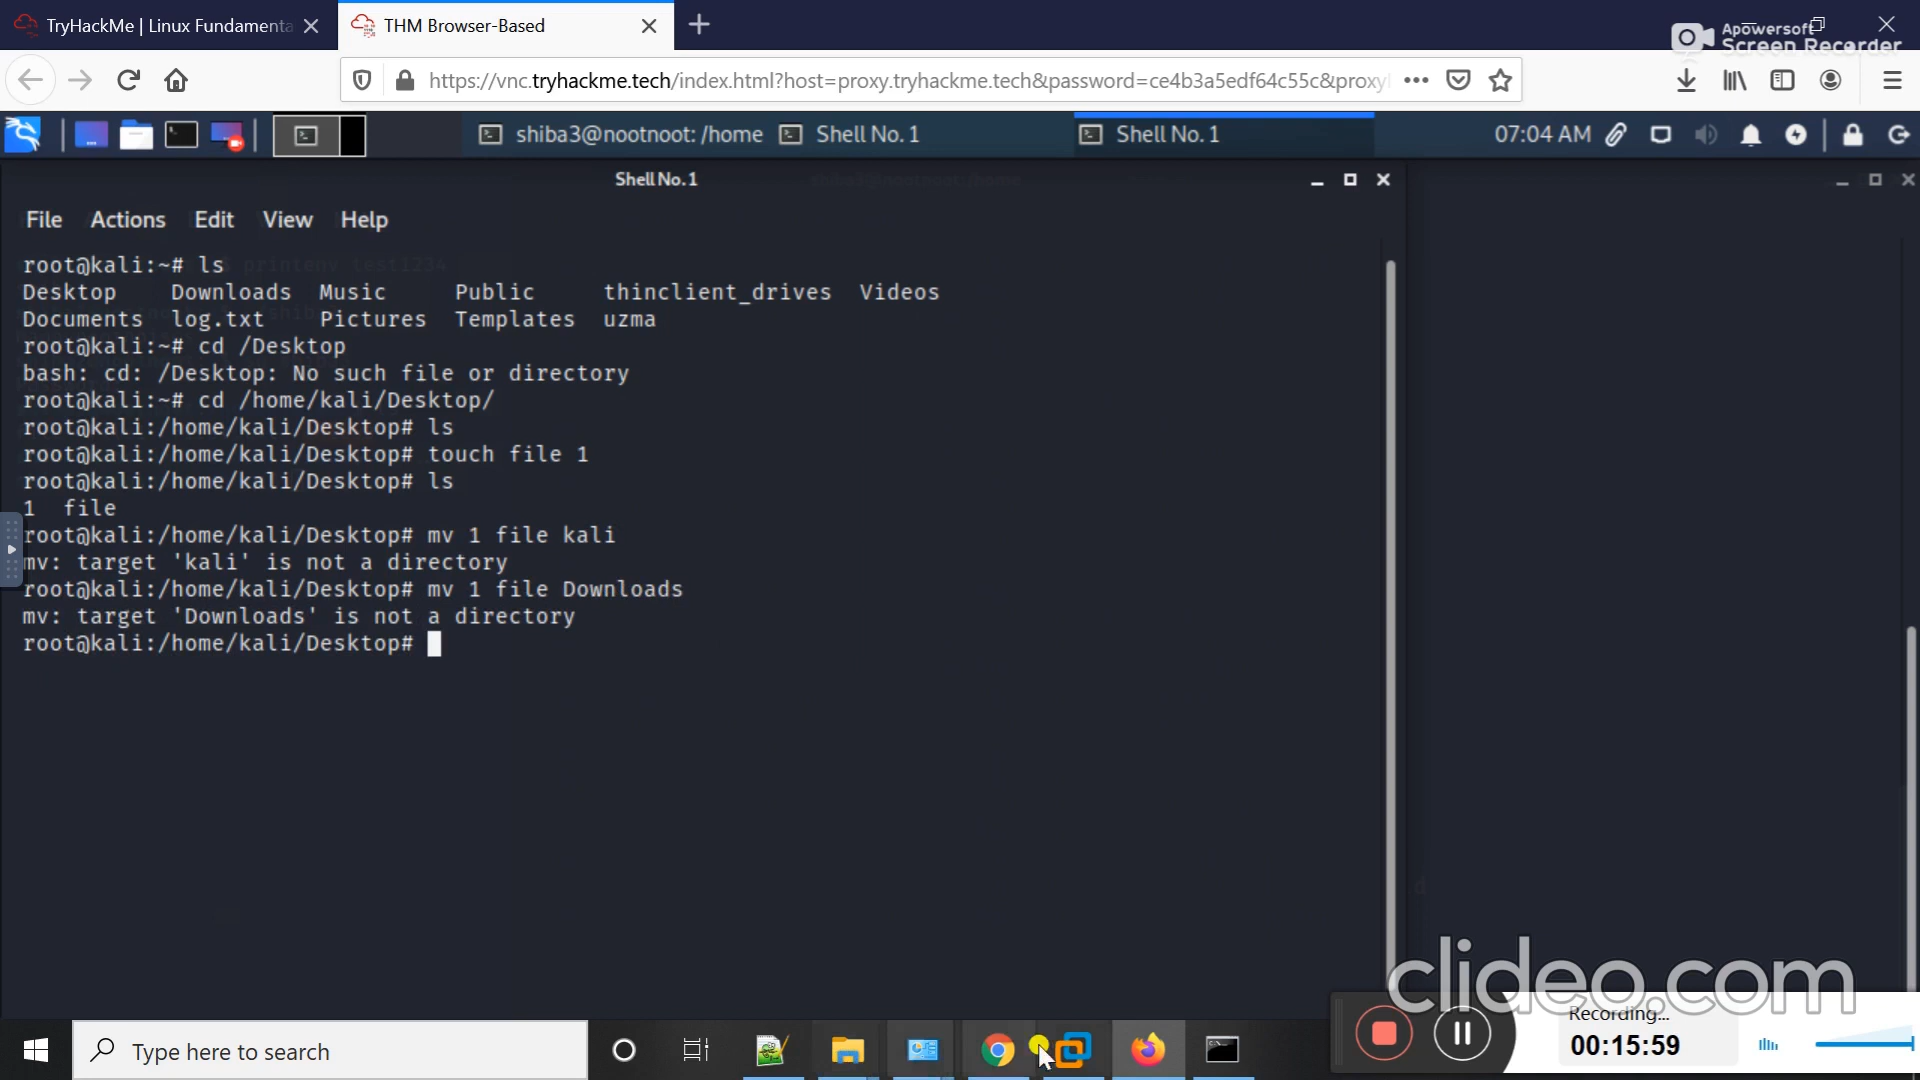 TryHackMe | Linux Fundamenta
THM Browser-Based
Apowersoft
Screen Recorder
https://vnc.tryhackme.tech/index.html?host=proxy.tryhackme.tech&password=ce4b3a5edf64c55c&proxyI
shiba3@nootnoot: /home
Shell No. 1
Shell No. 1
07:04 AM
Shell No. 1
File Actions Edit View Help
root@kali:~# ls
printenv test1234
Desktop Downloads Music Public thinclient_drives Videos
Documents log.txt Pictures Templates uzma
root@kali:~# cd /Desktop
bash: cd: /Desktop: No such file or directory
root@kali:~# cd /home/kali/Desktop/
root@kali:/home/kali/Desktop# ls
root@kali:/home/kali/Desktop# touch file 1
root@kali:/home/kali/Desktop# ls
1 file
root@kali:/home/kali/Desktop# mv 1 file kali
mv: target 'kali' is not a directory
root@kali:/home/kali/Desktop# mv 1 file Downloads
mv: target 'Downloads' is not a directory
root@kali:/home/kali/Desktop#
clideo.com
Recording...
00:15:59
Type here to search